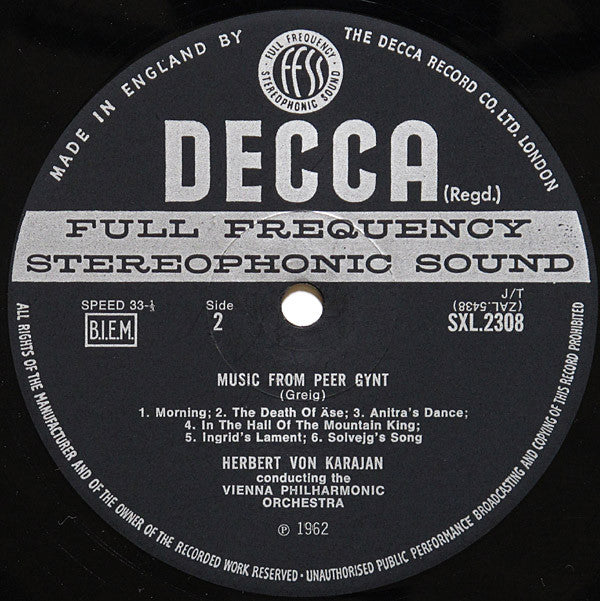 MADE IN ENGLAND BY THE DECCA RECORD CO. LTD. LONDON
FULL FREQUENCY
ffss
STEREOPHONIC SOUND
DECCA (Regd.)
FULL FREQUENCY
STEREOPHONIC SOUND
SPEED 33-⅓
B.I.E.M.
Side
2
J/T
(ZAL.5438)
SXL.2308
MUSIC FROM PEER GYNT
(Greig)
1. Morning; 2. The Death Of Äse; 3. Anitra's Dance;
4. In The Hall Of The Mountain King;
5. Ingrid's Lament; 6. Solvejg's Song
HERBERT VON KARAJAN
conducting the
VIENNA PHILHARMONIC
ORCHESTRA
℗ 1962
ALL RIGHTS OF THE MANUFACTURER AND OF THE OWNER OF THE RECORDED WORK RESERVED · UNAUTHORISED PUBLIC PERFORMANCE BROADCASTING AND COPYING OF THIS RECORD PROHIBITED